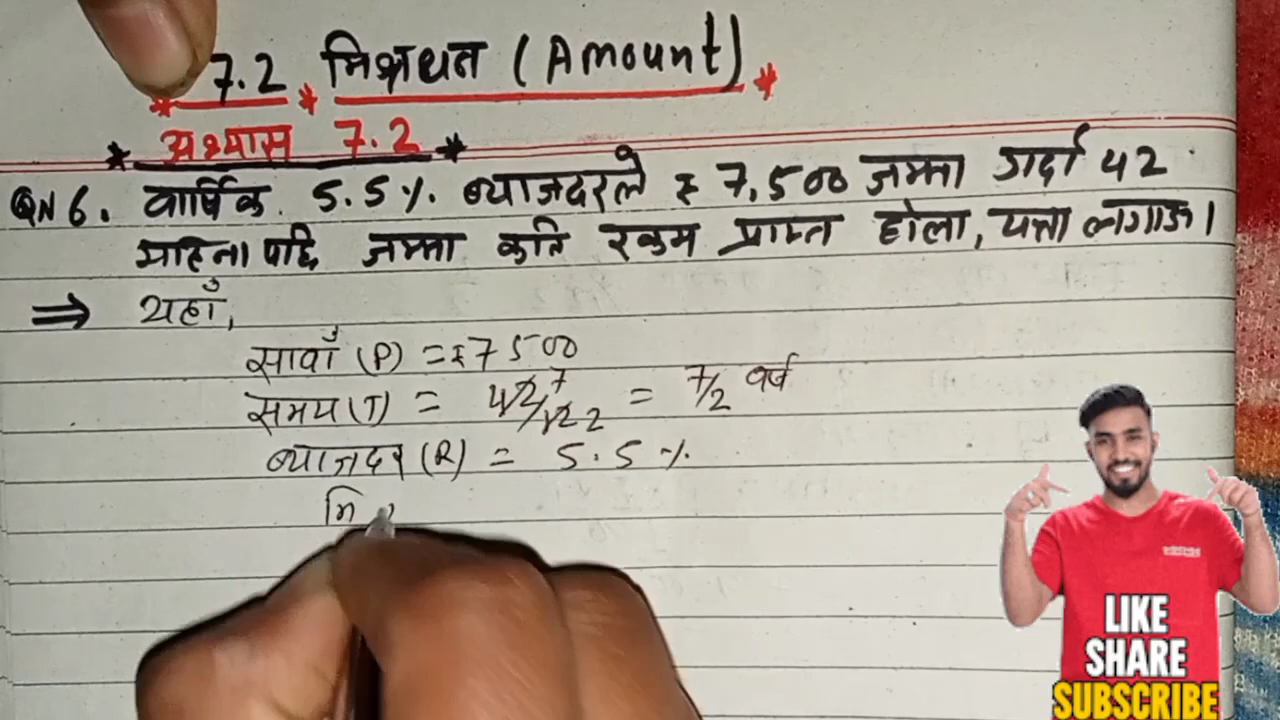 7.2 मिश्रधन (Amount)
अभ्यास 7.2
QN 6. वार्षिक 5.5% ब्याजदरले ₹ 7,500 जम्मा गर्दा 42
महिना पछि जम्मा कति रकम प्राप्त होला, पत्ता लगाऊ।
⇒ यहाँ,
सावाँ (P) = ₹7500
समय (T) = 42 7/12 2 = 7/2 वर्ष
ब्याजदर (R) = 5.5%
मि
LIKE
SHARE
SUBSCRIBE